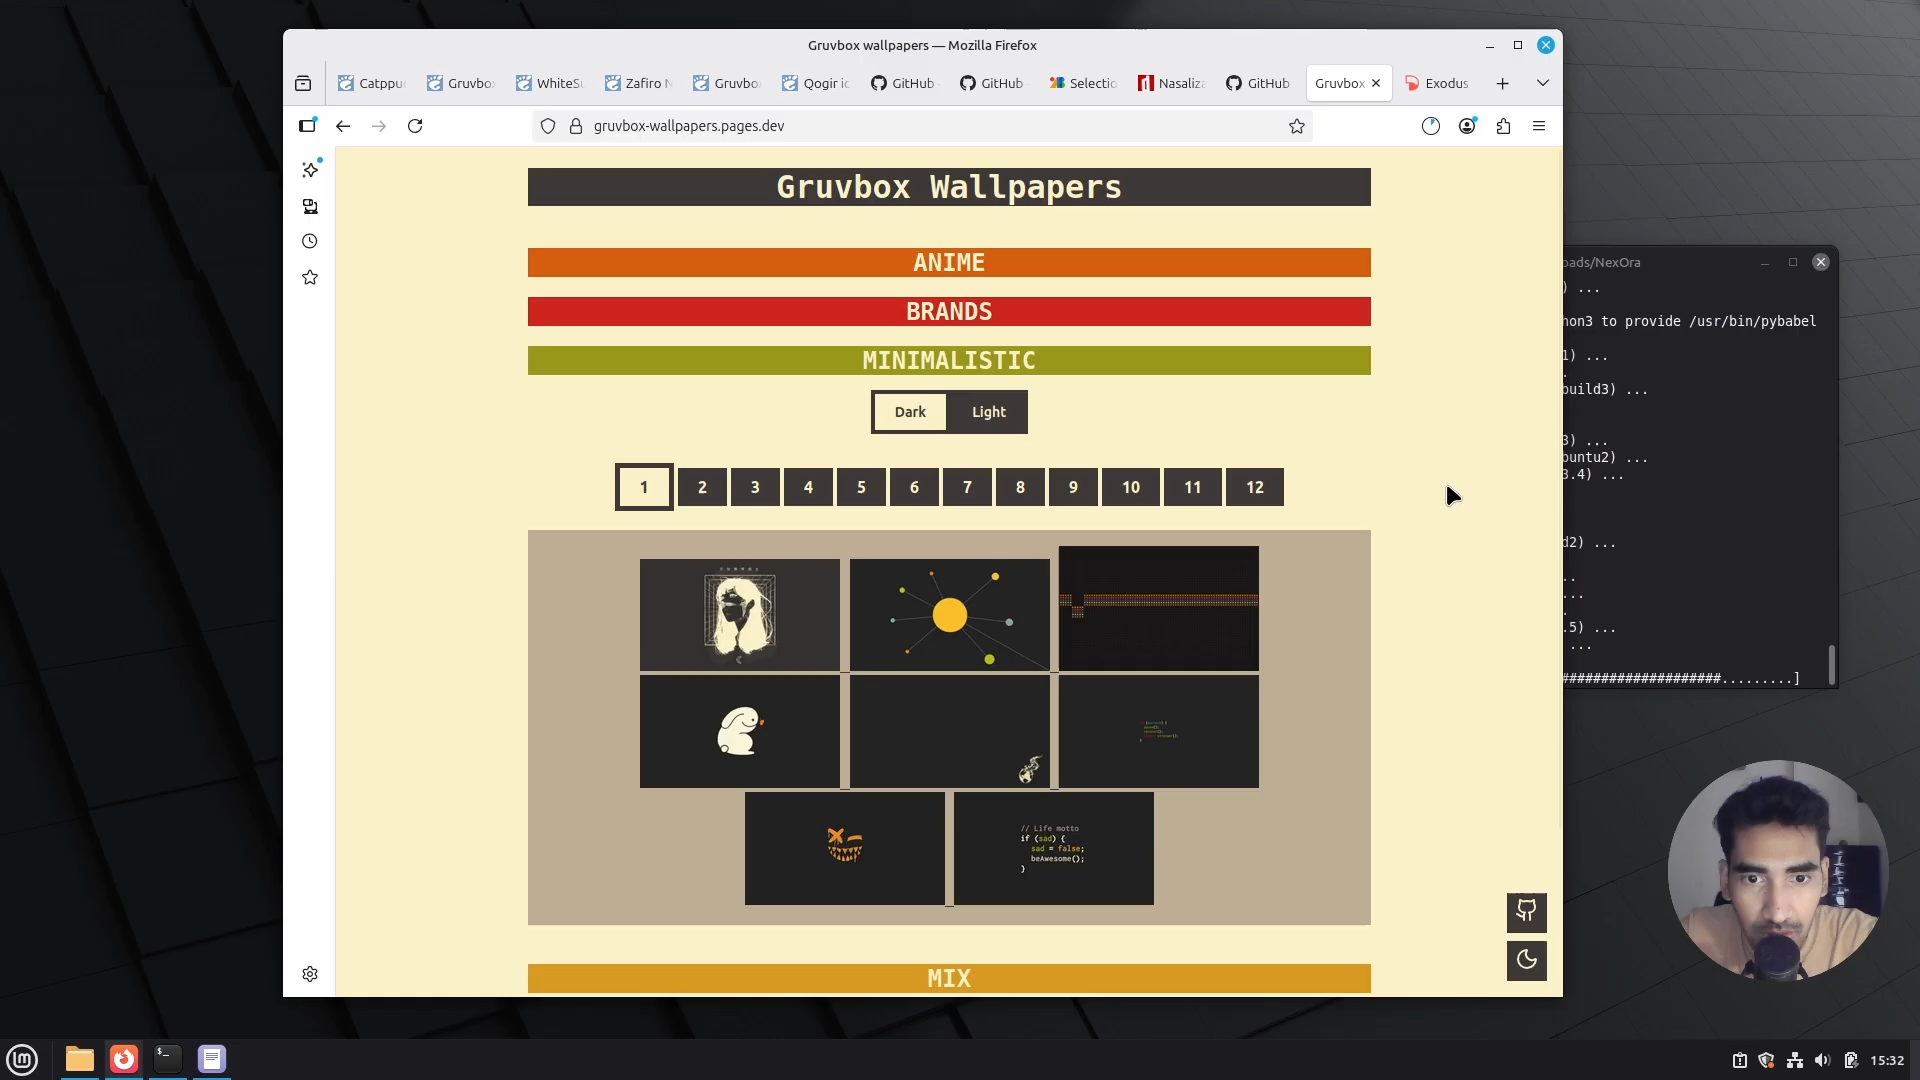 Gruvbox wallpapers — Mozilla Firefox
Catppu
Gruvbo
WhiteSu
Zafiro N
Gruvbo
Qogir ic
GitHub
GitHub
Selectio
Nasaliza
GitHub
Gruvbox
Exodus
gruvbox-wallpapers.pages.dev
Gruvbox Wallpapers
ANIME
BRANDS
MINIMALISTIC
Dark Light
1 2 3 4 5 6 7 8 9 10 11 12
// Life motto
if (sad) {
sad = false;
beAwesome();
}
MIX
oads/NexOra
) ...
hon3 to provide /usr/bin/pybabel
1) ...
.
build3) ...
3) ...
buntu2) ...
3.4) ...
d2) ...
..
...
.
.5) ...
...
####################.........]
15:32